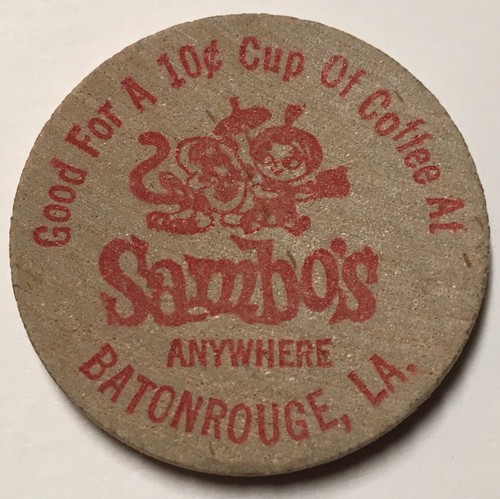 Good For A 10¢ Cup Of Coffee At
Sambo's
ANYWHERE
BATONROUGE, LA.